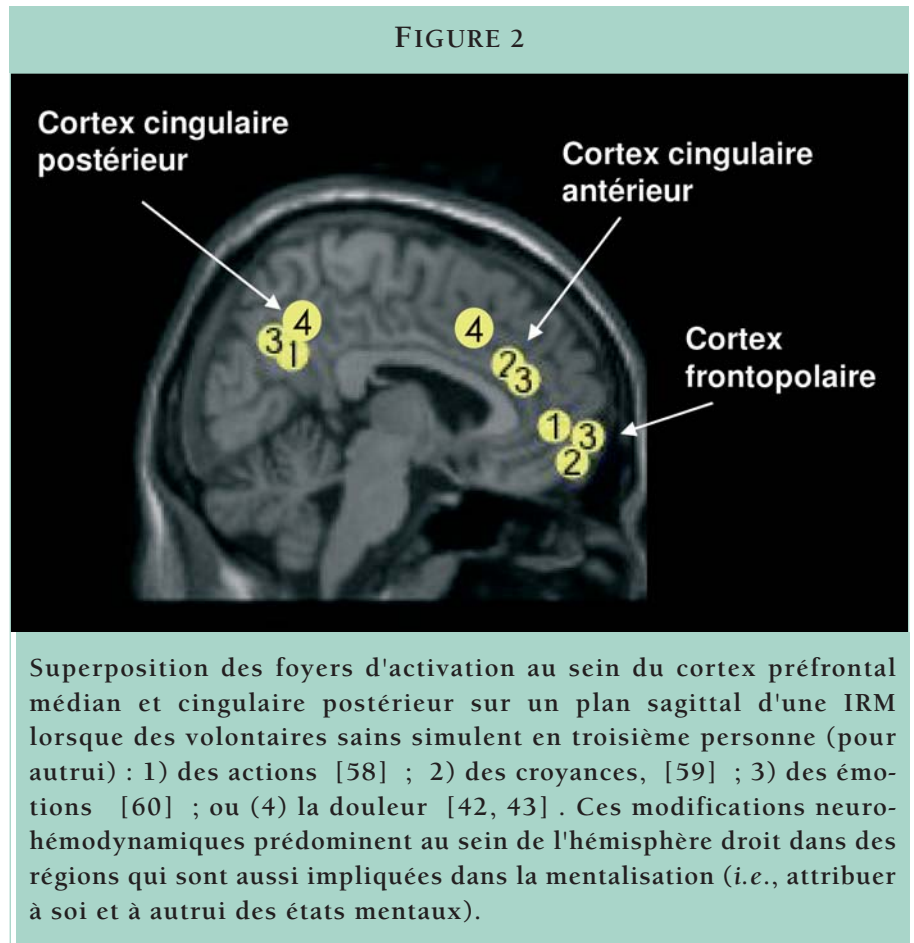 FIGURE 2
Cortex cingulaire
postérieur
Cortex cingulaire
antérieur
Cortex
frontopolaire
4
3
1
4
2
3
1
3
2
Superposition des foyers d'activation au sein du cortex préfrontal
médian et cingulaire postérieur sur un plan sagittal d'une IRM
lorsque des volontaires sains simulent en troisième personne (pour
autrui) : 1) des actions [58] ; 2) des croyances, [59] ; 3) des émo-
tions [60] ; ou (4) la douleur [42, 43] . Ces modifications neuro-
hémodynamiques prédominent au sein de l'hémisphère droit dans des
régions qui sont aussi impliquées dans la mentalisation (i.e., attribuer
à soi et à autrui des états mentaux).